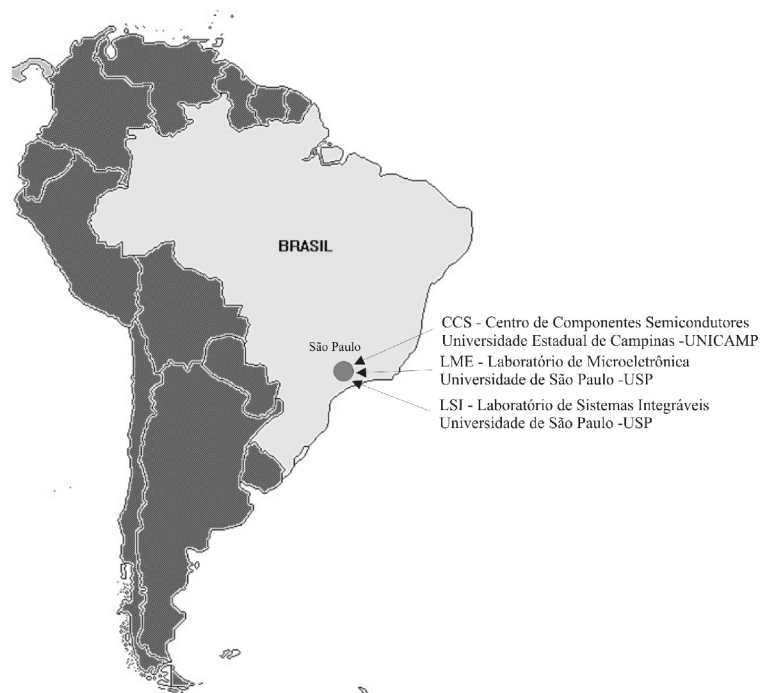 BRASIL
São Paulo
CCS - Centro de Componentes Semicondutores
Universidade Estadual de Campinas -UNICAMP
LME - Laboratório de Microeletrônica
Universidade de São Paulo -USP
LSI - Laboratório de Sistemas Integráveis
Universidade de São Paulo -USP